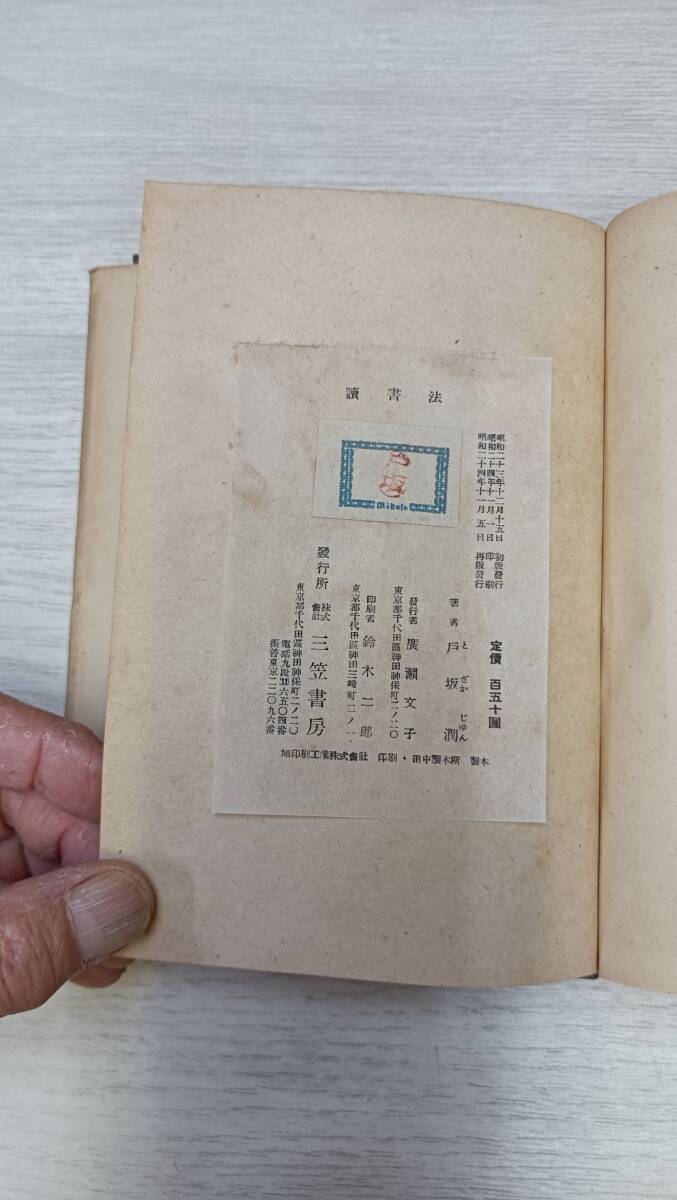 讀書法
戸坂
Mikasa
昭和二十三年十二月十五日 初版發行
昭和二十四年十一月一日 印刷
昭和二十四年十一月五日 再版發行
定價 百五十圓
著者 戸坂潤
と ざか じゆん
發行者 廣瀨文子
東京都千代田區神田神保町二ノ二〇
印刷者 鈴木二郎
東京都千代田區神田三崎町二ノ一
發行所 株式會社 三笠書房
東京都千代田區神田神保町二ノ二〇
電話九段(33)六五〇四番
振替東京二二〇九六番
旭印刷工業株式會社 印刷・田中製本所 製本